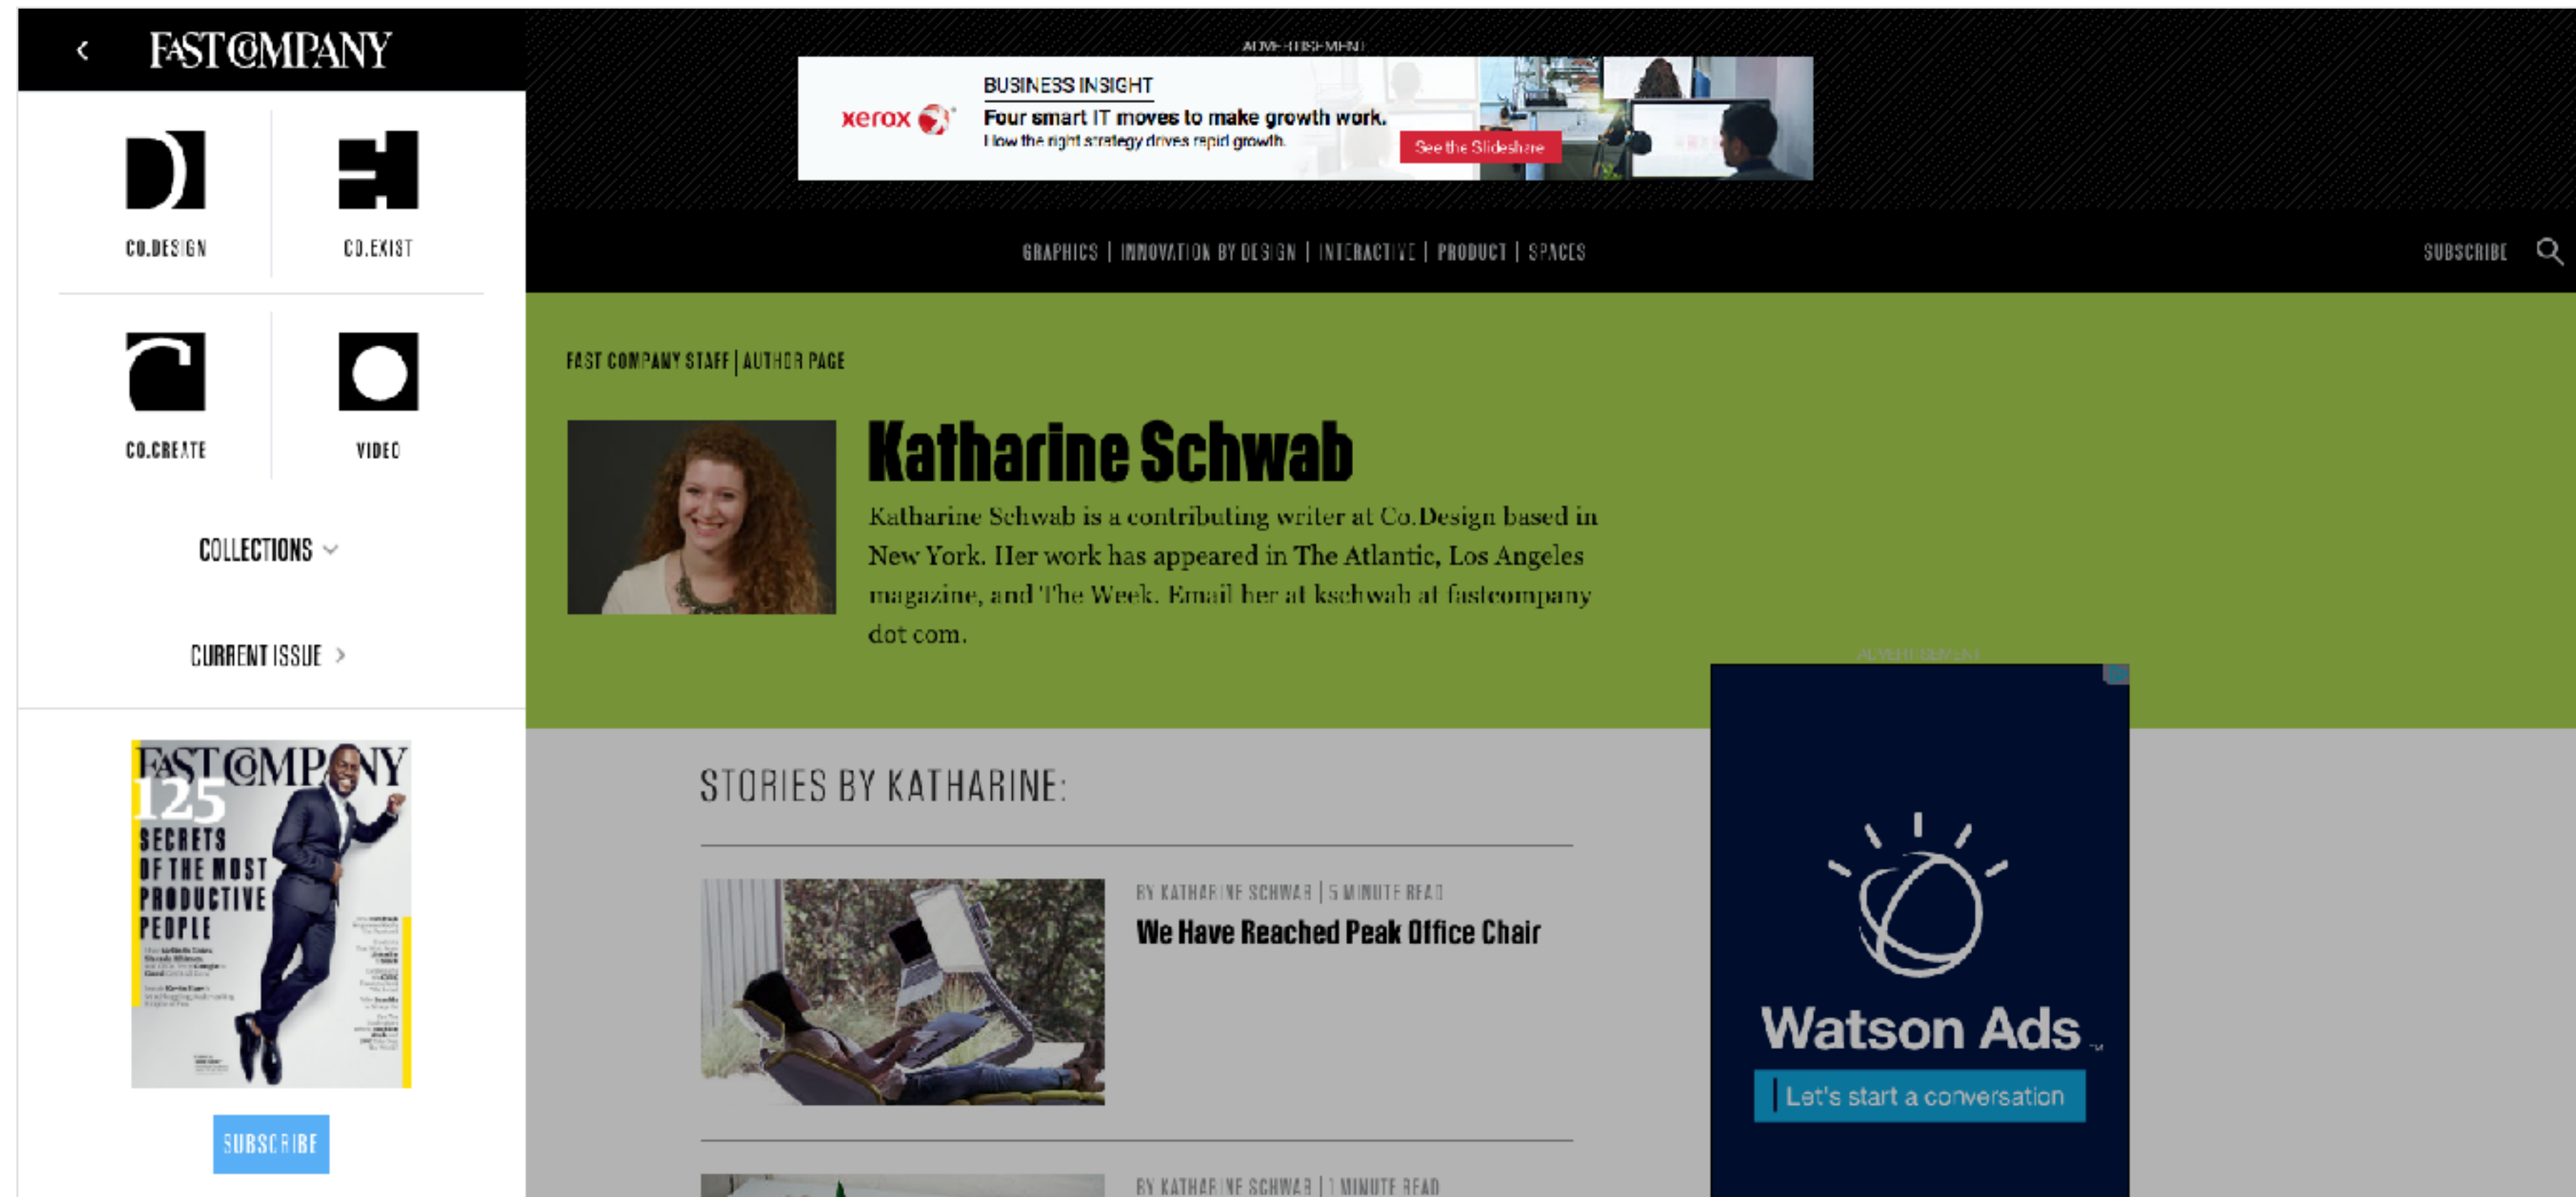 FAST COMPANY
CO.DESIGN
CO.EXIST
CO.CREATE
VIDEO
COLLECTIONS
CURRENT ISSUE
FAST COMPANY
125
SECRETS
OF THE MOST
PRODUCTIVE
PEOPLE
SUBSCRIBE
ADVERTISEMENT
xerox
BUSINESS INSIGHT
Four smart IT moves to make growth work.
How the right strategy drives rapid growth.
See the Slideshare
GRAPHICS | INNOVATION BY DESIGN | INTERACTIVE | PRODUCT | SPACES
SUBSCRIBE
FAST COMPANY STAFF | AUTHOR PAGE
Katharine Schwab
Katharine Schwab is a contributing writer at Co.Design based in
New York. Her work has appeared in The Atlantic, Los Angeles
magazine, and The Week. Email her at kschwab at fastcompany
dot com.
ADVERTISEMENT
STORIES BY KATHARINE:
BY KATHARINE SCHWAB | 5 MINUTE READ
We Have Reached Peak Office Chair
Watson Ads
TM
Let's start a conversation
BY KATHARINE SCHWAB | 1 MINUTE READ